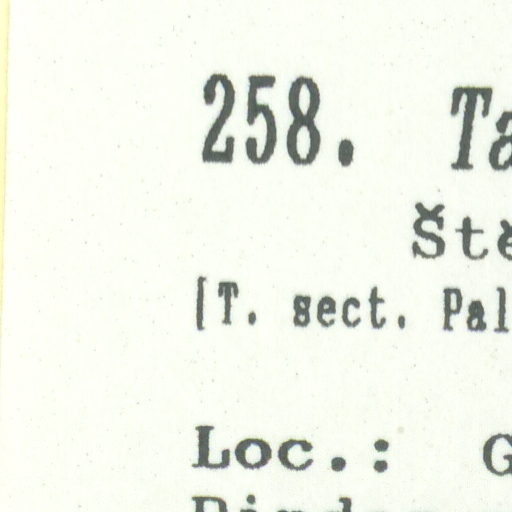 258. Ta
Ště
[T. sect. Pal
Loc.: G